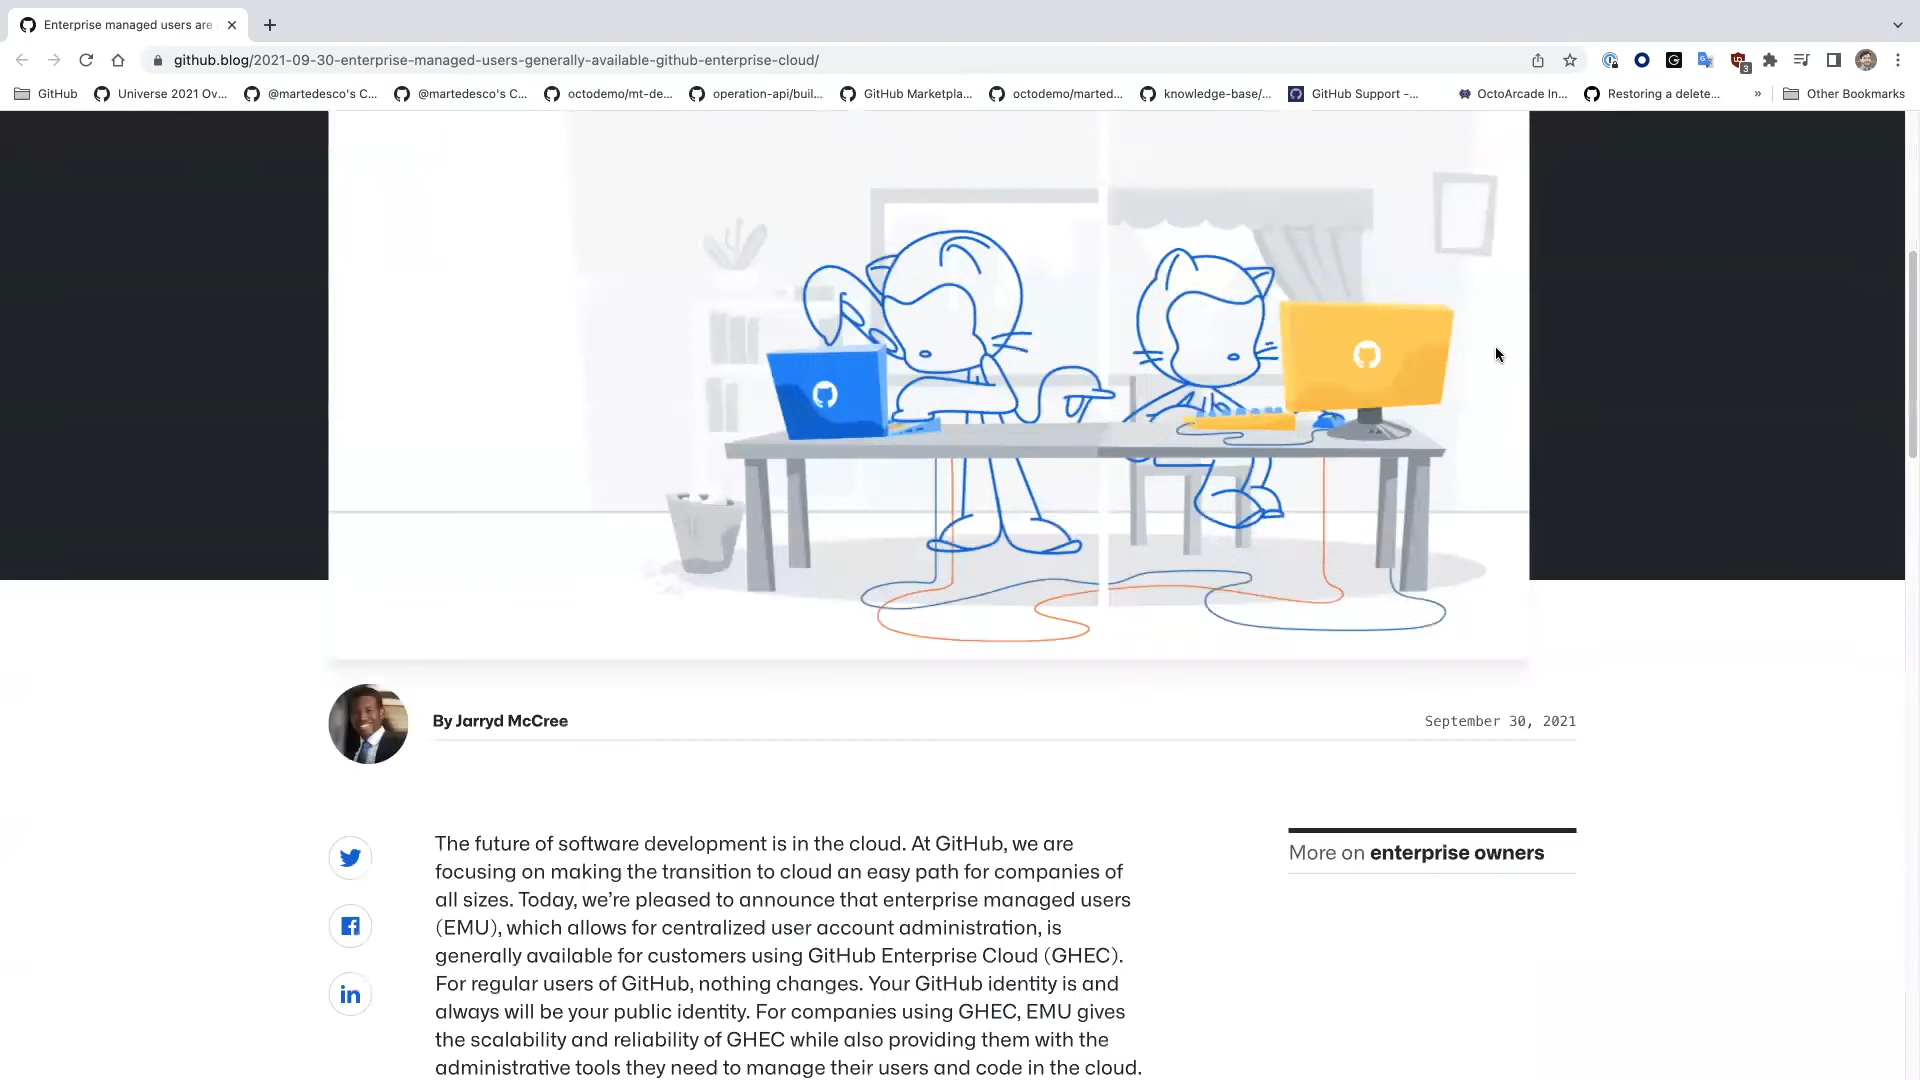 Enterprise managed users are
github.blog/2021-09-30-enterprise-managed-users-generally-available-github-enterprise-cloud/
3
GitHub
Universe 2021 Ov...
@martedesco's C...
@martedesco's C...
octodemo/mt-de...
operation-api/buil...
GitHub Marketpla...
octodemo/marted...
knowledge-base/...
GitHub Support -...
OctoArcade In...
Restoring a delete...
»
Other Bookmarks
By Jarryd McCree
September 30, 2021
The future of software development is in the cloud. At GitHub, we are
focusing on making the transition to cloud an easy path for companies of
all sizes. Today, we’re pleased to announce that enterprise managed users
(EMU), which allows for centralized user account administration, is
generally available for customers using GitHub Enterprise Cloud (GHEC).
For regular users of GitHub, nothing changes. Your GitHub identity is and
always will be your public identity. For companies using GHEC, EMU gives
the scalability and reliability of GHEC while also providing them with the
administrative tools they need to manage their users and code in the cloud.
More on enterprise owners